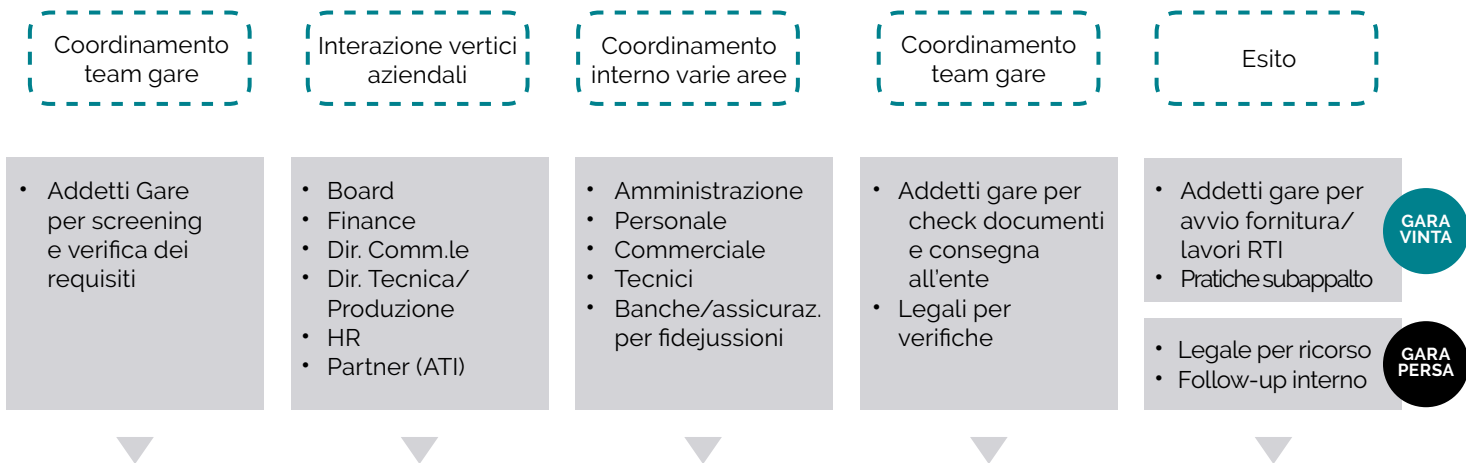 Coordinamento
team gare
Interazione vertici
aziendali
Coordinamento
interno varie aree
Coordinamento
team gare
Esito
• Addetti Gare
per screening
e verifica dei
requisiti
• Board
• Finance
• Dir. Comm.le
• Dir. Tecnica/
Produzione
• HR
• Partner (ATI)
• Amministrazione
• Personale
• Commerciale
• Tecnici
• Banche/assicuraz.
per fidejussioni
• Addetti gare per
check documenti
e consegna
all'ente
• Legali per
verifiche
• Addetti gare per
avvio fornitura/
lavori RTI
• Pratiche subappalto
GARA
VINTA
• Legale per ricorso
• Follow-up interno
GARA
PERSA